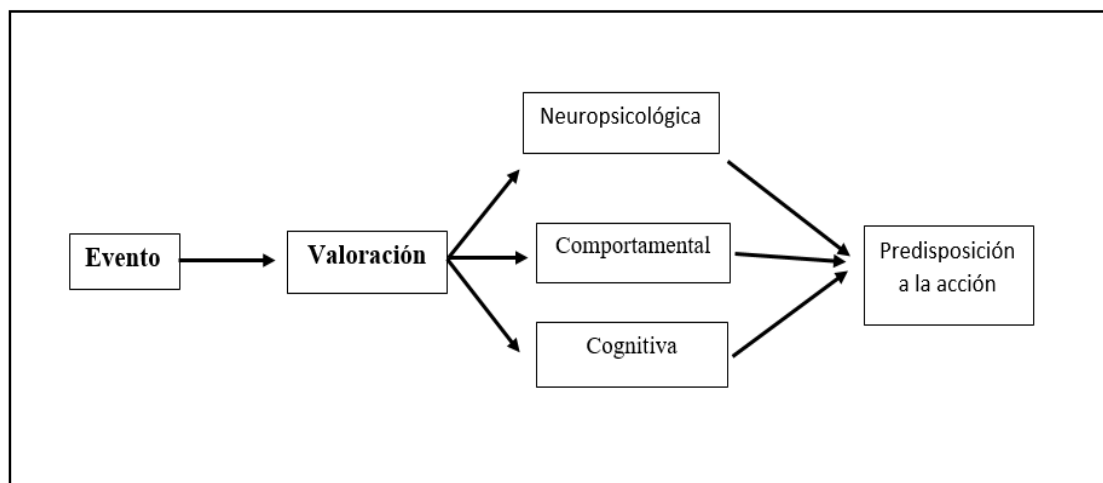 Evento
Valoración
Neuropsicológica
Comportamental
Cognitiva
Predisposición
a la acción